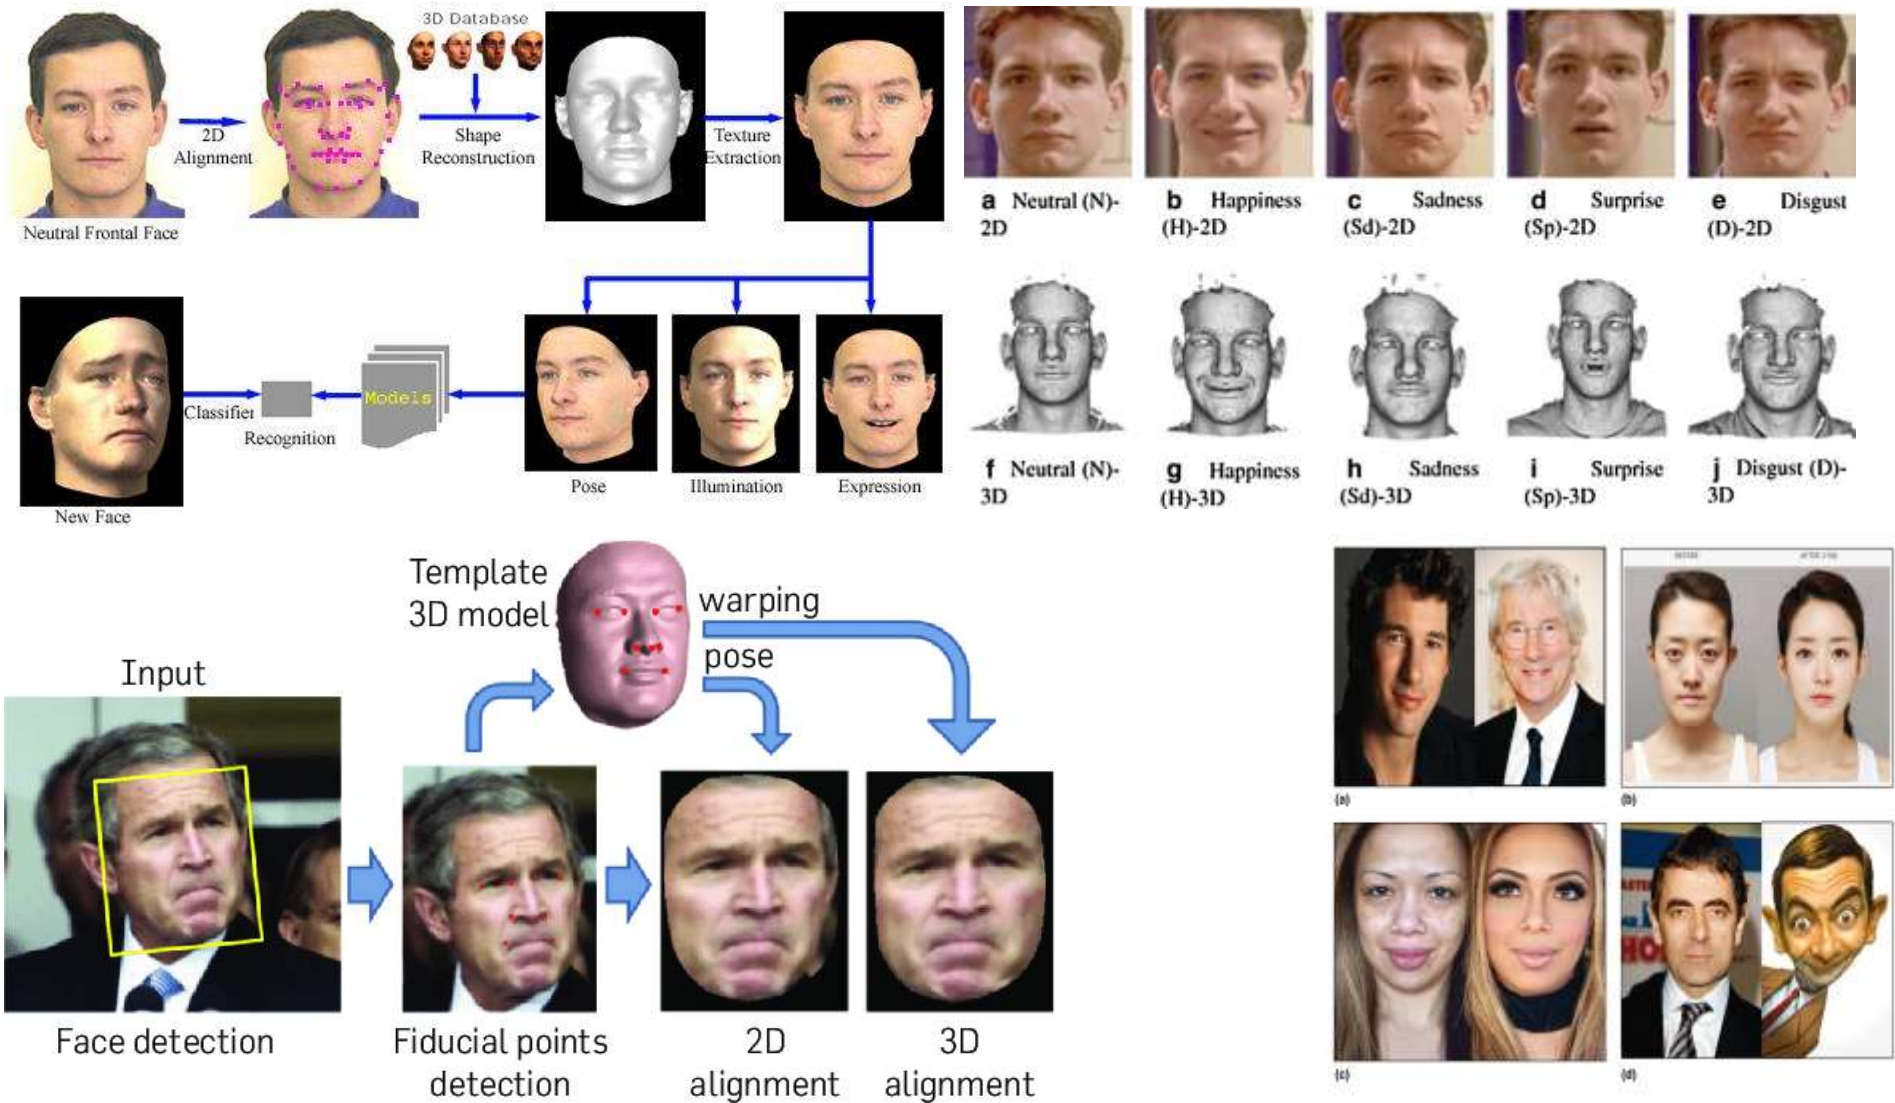 3D Database
2D
Alignment
Shape
Reconstruction
Texture
Extraction
Neutral Frontal Face
Classifier
Recognition
Models
New Face
Pose
Illumination
Expression
a Neutral (N)-
2D
b Happiness
(H)-2D
c Sadness
(Sd)-2D
d Surprise
(Sp)-2D
e Disgust
(D)-2D
f Neutral (N)-
3D
g Happiness
(H)-3D
h Sadness
(Sd)-3D
i Surprise
(Sp)-3D
j Disgust (D)-
3D
Template
3D model
warping
pose
Input
Face detection
Fiducial points
detection
2D
alignment
3D
alignment
(a)
(b)
(c)
(d)